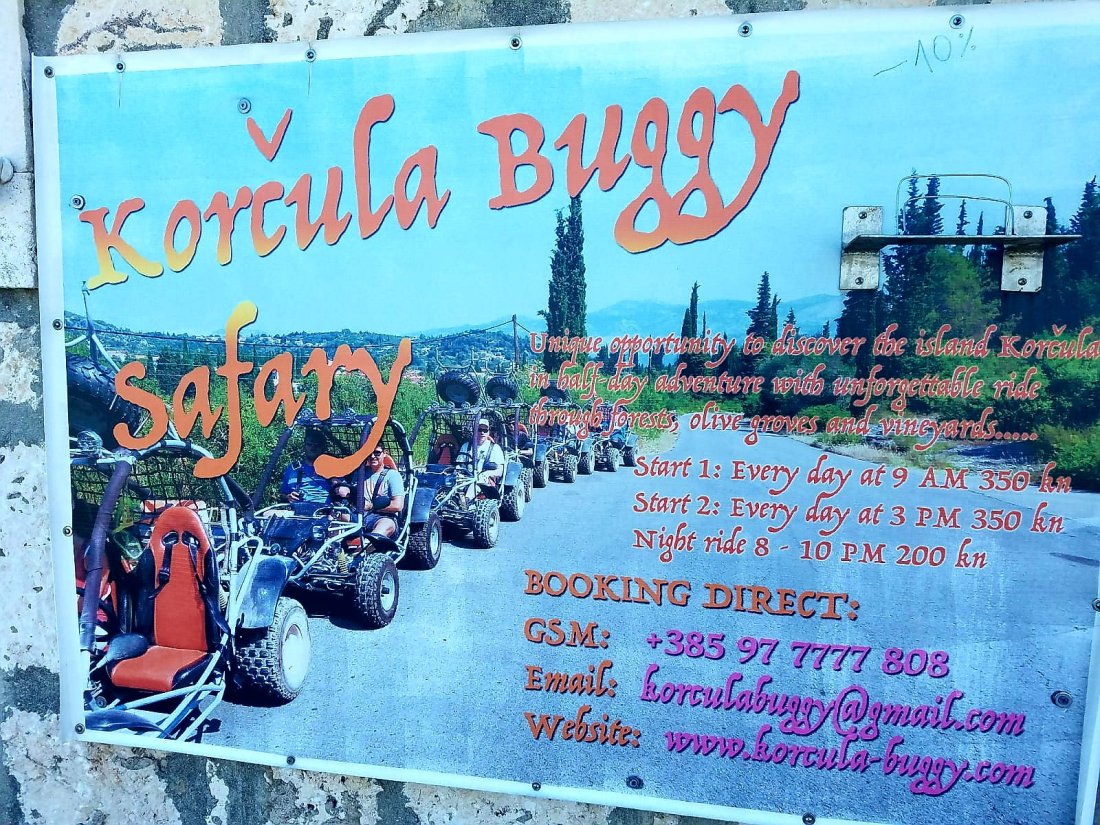 -10%
Korčula Buggy
Safary
Unique opportunity to discover the island Korčula
in half-day adventure with unforgettable ride
through forests, olive groves and vineyards.....
Start 1: Every day at 9 AM 350 kn
Start 2: Every day at 3 PM 350 kn
Night ride 8 - 10 PM 200 kn
BOOKING DIRECT:
GSM: +385 97 7777 808
Email: korculabuggy@gmail.com
Website: www.korcula-buggy.com